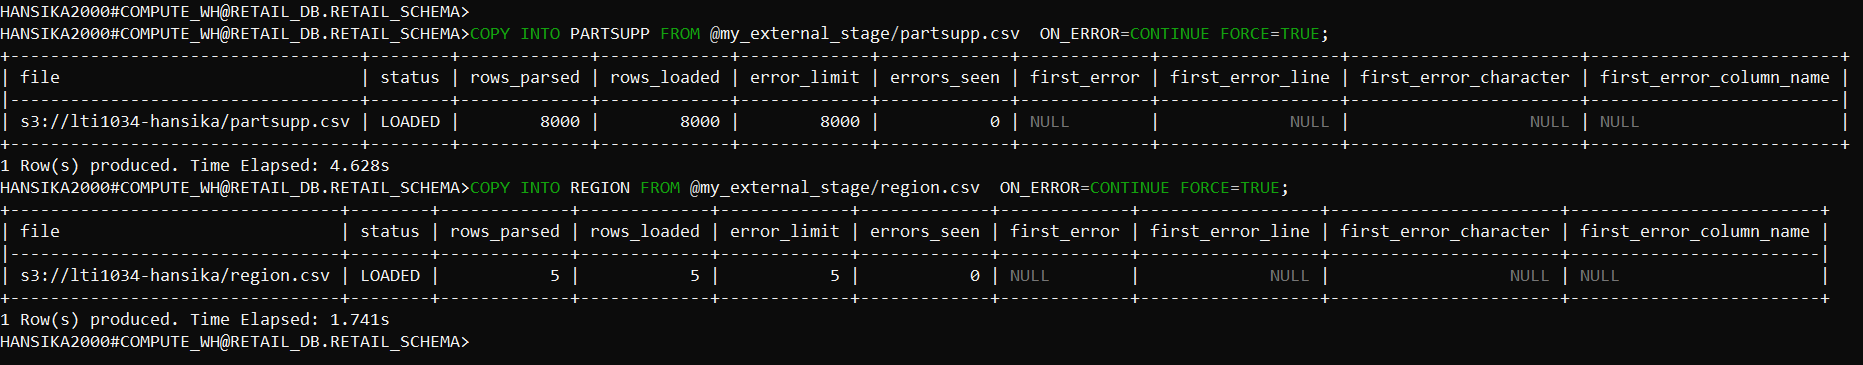 HANSIKA2000#COMPUTE_WH@RETAIL_DB.RETAIL_SCHEMA>
HANSIKA2000#COMPUTE_WH@RETAIL_DB.RETAIL_SCHEMA>COPY INTO PARTSUPP FROM @my_external_stage/partsupp.csv  ON_ERROR=CONTINUE FORCE=TRUE;
+-----------------------------------+--------+-------------+-------------+-------------+-------------+-------------+------------------+-----------------------+-------------------------+
| file                              | status | rows_parsed | rows_loaded | error_limit | errors_seen | first_error | first_error_line | first_error_character | first_error_column_name |
|-----------------------------------+--------+-------------+-------------+-------------+-------------+-------------+------------------+-----------------------+-------------------------|
| s3://lti1034-hansika/partsupp.csv | LOADED |        8000 |        8000 |        8000 |           0 | NULL        |             NULL |                  NULL | NULL                    |
+-----------------------------------+--------+-------------+-------------+-------------+-------------+-------------+------------------+-----------------------+-------------------------+
1 Row(s) produced. Time Elapsed: 4.628s
HANSIKA2000#COMPUTE_WH@RETAIL_DB.RETAIL_SCHEMA>COPY INTO REGION FROM @my_external_stage/region.csv  ON_ERROR=CONTINUE FORCE=TRUE;
+---------------------------------+--------+-------------+-------------+-------------+-------------+-------------+------------------+-----------------------+-------------------------+
| file                            | status | rows_parsed | rows_loaded | error_limit | errors_seen | first_error | first_error_line | first_error_character | first_error_column_name |
|---------------------------------+--------+-------------+-------------+-------------+-------------+-------------+------------------+-----------------------+-------------------------|
| s3://lti1034-hansika/region.csv | LOADED |           5 |           5 |           5 |           0 | NULL        |             NULL |                  NULL | NULL                    |
+---------------------------------+--------+-------------+-------------+-------------+-------------+-------------+------------------+-----------------------+-------------------------+
1 Row(s) produced. Time Elapsed: 1.741s
HANSIKA2000#COMPUTE_WH@RETAIL_DB.RETAIL_SCHEMA>